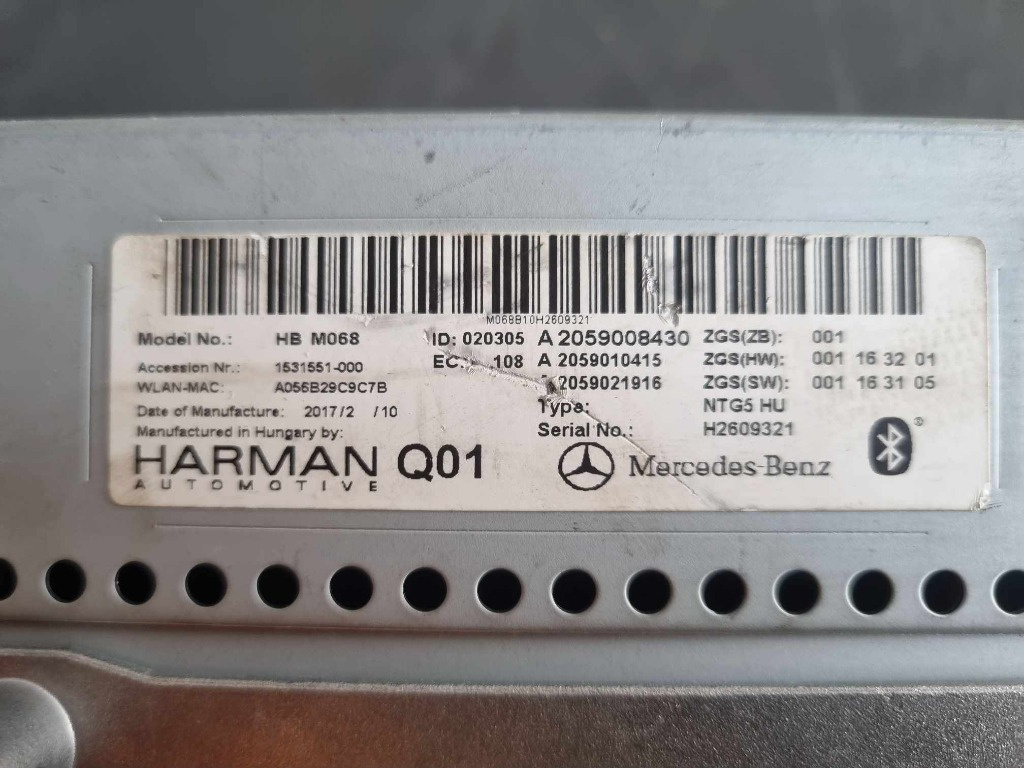 M068B10H2609321
Model No.: HB M068 ID: 020305 A 2059008430 ZGS(ZB): 001
EC: 108 A 2059010415 ZGS(HW): 001 16 32 01
Accession Nr.: 1531551-000
WLAN-MAC: A056B29C9C7B 2059021916 ZGS(SW): 001 16 31 05
Date of Manufacture: 2017/2 /10 Type: NTG5 HU
Manufactured in Hungary by: Serial No.: H2609321
HARMAN Q01 Mercedes-Benz ®
AUTOMOTIVE